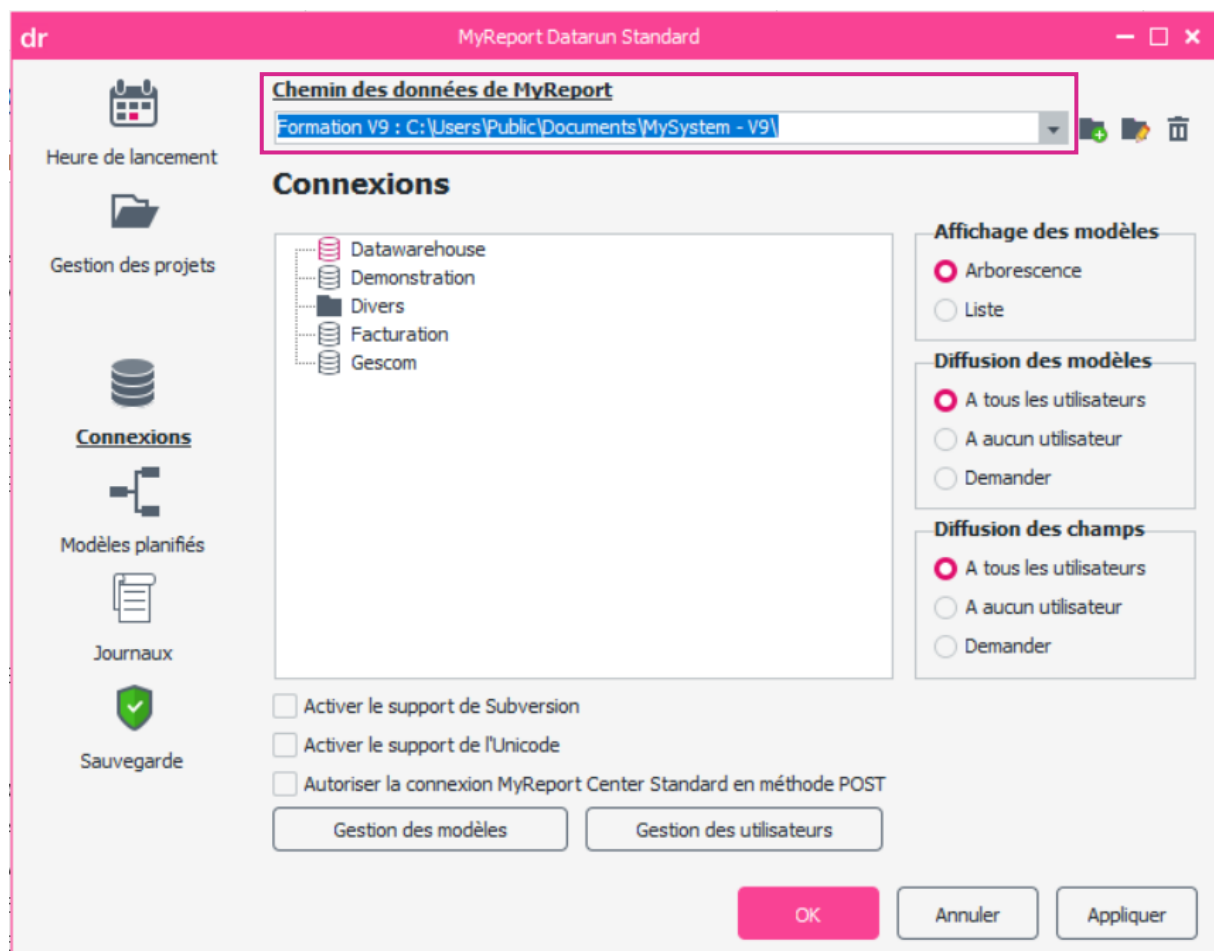 dr
MyReport Datarun Standard
Chemin des données de MyReport
Formation V9 : C:\Users\Public\Documents\MySystem - V9\
Heure de lancement
Gestion des projets
Connexions
Modèles planifiés
Journaux
Sauvegarde
Connexions
Datawarehouse
Demonstration
Divers
Facturation
Gescom
Affichage des modèles
Arborescence
Liste
Diffusion des modèles
A tous les utilisateurs
A aucun utilisateur
Demander
Diffusion des champs
A tous les utilisateurs
A aucun utilisateur
Demander
Activer le support de Subversion
Activer le support de l'Unicode
Autoriser la connexion MyReport Center Standard en méthode POST
Gestion des modèles
Gestion des utilisateurs
OK
Annuler
Appliquer